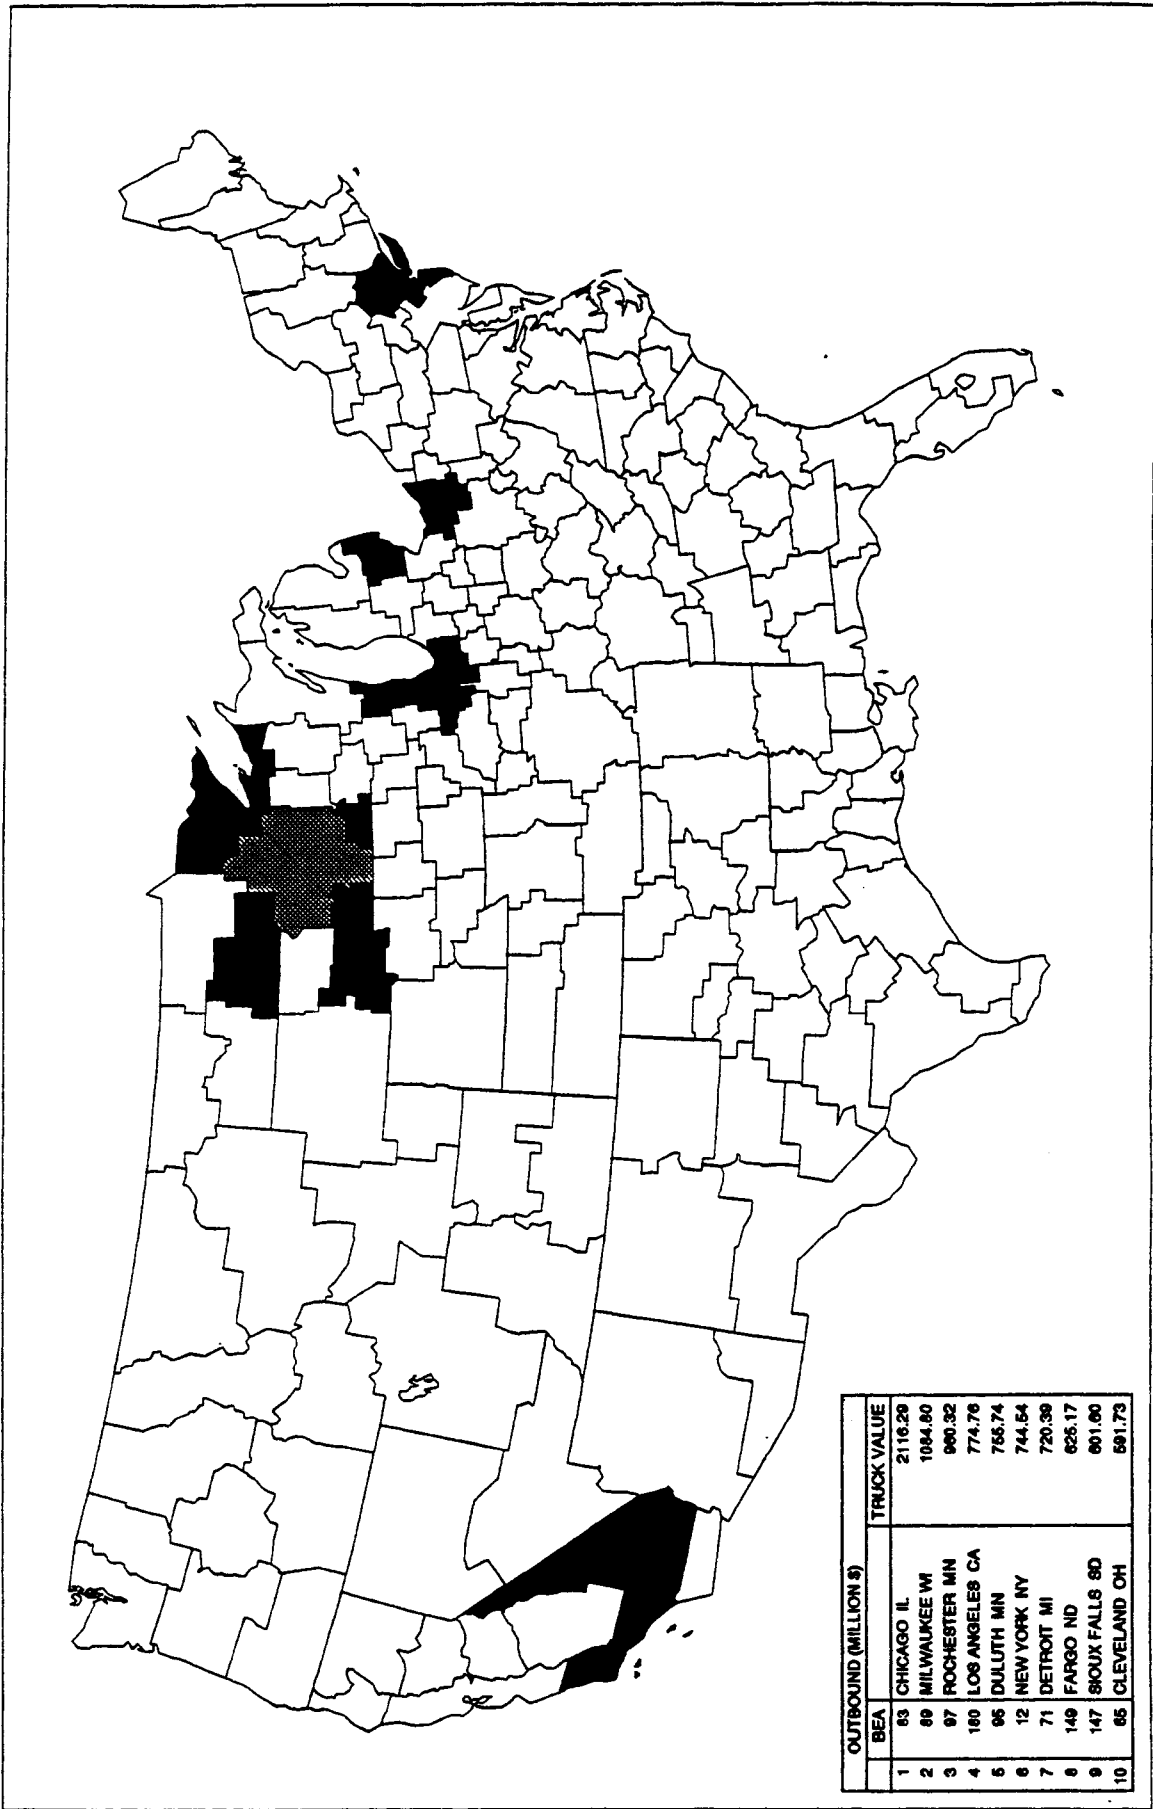 OUTBOUND (MILLION $)
BEA TRUCK VALUE
1 83 CHICAGO IL 2116.29
2 89 MILWAUKEE WI 1084.80
3 97 ROCHESTER MN 980.32
4 180 LOS ANGELES CA 774.76
5 95 DULUTH MN 755.74
6 12 NEW YORK NY 744.54
7 71 DETROIT MI 720.39
8 149 FARGO ND 625.17
9 147 SIOUX FALLS SD 601.60
10 65 CLEVELAND OH 591.73